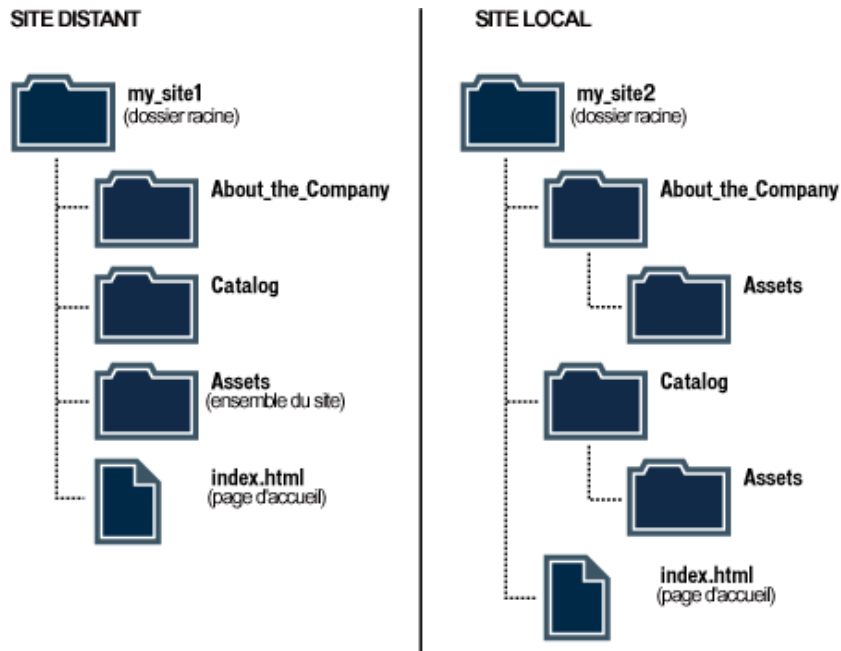 SITE DISTANT
my_site1
(dossier racine)
About_the_Company
Catalog
Assets
(ensemble du site)
index.html
(page d'accueil)
SITE LOCAL
my_site2
(dossier racine)
About_the_Company
Assets
Catalog
Assets
index.html
(page d'accueil)